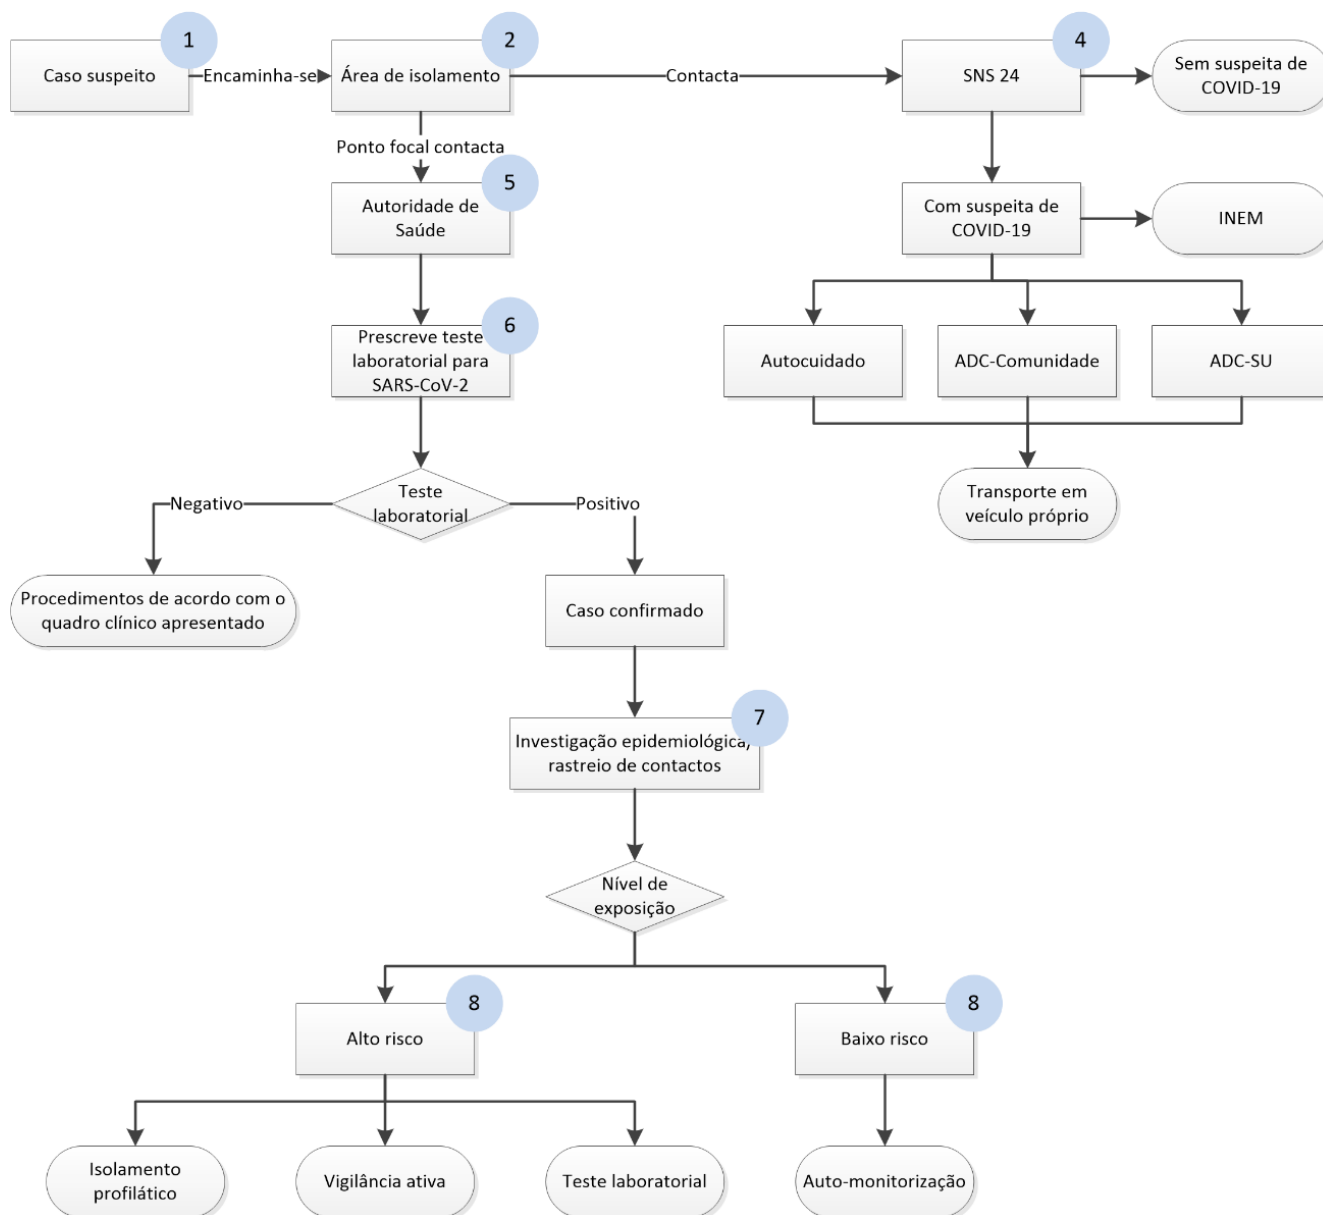 1
Caso suspeito
Encaminha-se
2
Área de isolamento
Contacta
4
SNS 24
Sem suspeita de
COVID-19
Ponto focal contacta
5
Autoridade de
Saúde
Com suspeita de
COVID-19
INEM
6
Prescreve teste
laboratorial para
SARS-CoV-2
Autocuidado
ADC-Comunidade
ADC-SU
Negativo
Teste
laboratorial
Positivo
Transporte em
veículo próprio
Procedimentos de acordo com o
quadro clínico apresentado
Caso confirmado
7
Investigação epidemiológica/
rastreio de contactos
Nível de
exposição
8
Alto risco
8
Baixo risco
Isolamento
profilático
Vigilância ativa
Teste laboratorial
Auto-monitorização